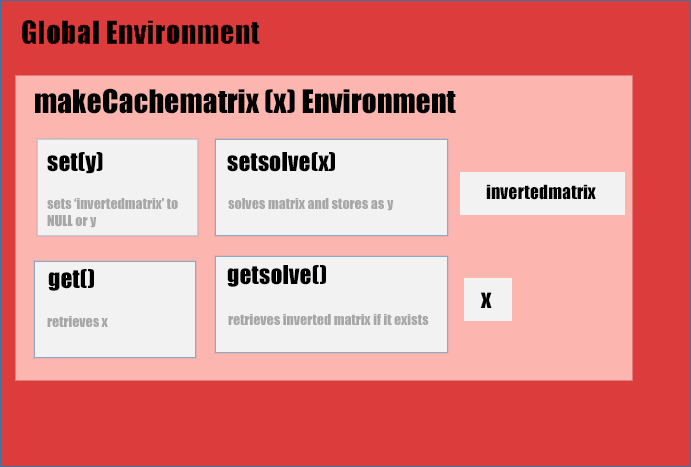 Global Environment
makeCachematrix (x) Environment
set(y)
sets ‘invertedmatrix’ to
NULL or y
setsolve(x)
solves matrix and stores as y
invertedmatrix
get()
retrieves x
getsolve()
retrieves inverted matrix if it exists
X